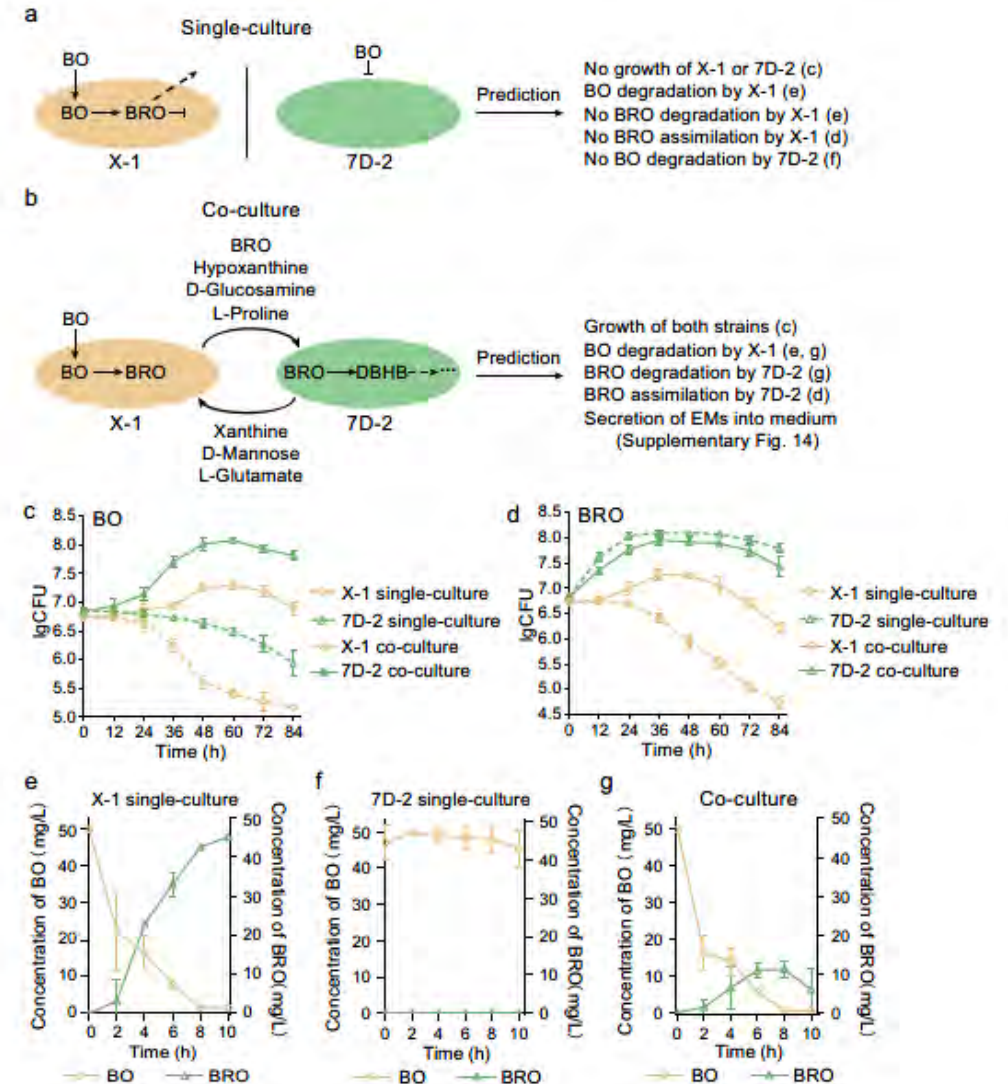 a
Single-culture
BO
BO
BO
BRO
X-1
7D-2
Prediction
No growth of X-1 or 7D-2 (c)
BO degradation by X-1 (e)
No BRO degradation by X-1 (e)
No BRO assimilation by X-1 (d)
No BO degradation by 7D-2 (f)
b
Co-culture
BRO
Hypoxanthine
D-Glucosamine
L-Proline
BO
BO
BRO
BRO
DBHB
...
X-1
7D-2
Xanthine
D-Mannose
L-Glutamate
Prediction
Growth of both strains (c)
BO degradation by X-1 (e, g)
BRO degradation by 7D-2 (g)
BRO assimilation by 7D-2 (d)
Secretion of EMs into medium
(Supplementary Fig. 14)
c
BO
8.5
8.0
7.5
7.0
6.5
6.0
5.5
5.0
lgCFU
0 12 24 36 48 60 72 84
Time (h)
X-1 single-culture
7D-2 single-culture
X-1 co-culture
7D-2 co-culture
d
BRO
8.5
8.0
7.5
7.0
6.5
6.0
5.5
5.0
4.5
lgCFU
0 12 24 36 48 60 72 84
Time (h)
X-1 single-culture
7D-2 single-culture
X-1 co-culture
7D-2 co-culture
e
X-1 single-culture
Concentration of BO (mg/L)
50
40
30
20
10
0
50
40
30
20
10
0
Concentration of BRO (mg/L)
0 2 4 6 8 10
Time (h)
BO
BRO
f
7D-2 single-culture
Concentration of BO (mg/L)
50
40
30
20
10
0
50
40
30
20
10
0
Concentration of BRO (mg/L)
0 2 4 6 8 10
Time (h)
BO
BRO
g
Co-culture
Concentration of BO (mg/L)
50
40
30
20
10
0
50
40
30
20
10
0
Concentration of BRO (mg/L)
0 2 4 6 8 10
Time (h)
BO
BRO